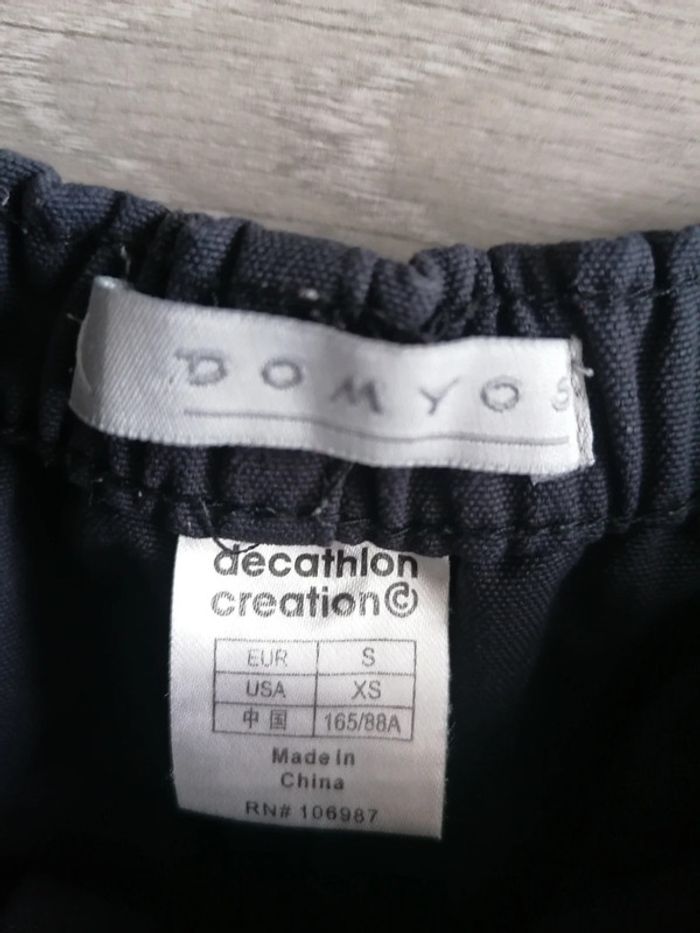 DOMYOS
decathlon
creation©
EUR S
USA XS
中国 165/88A
Made in
China
RN# 106987